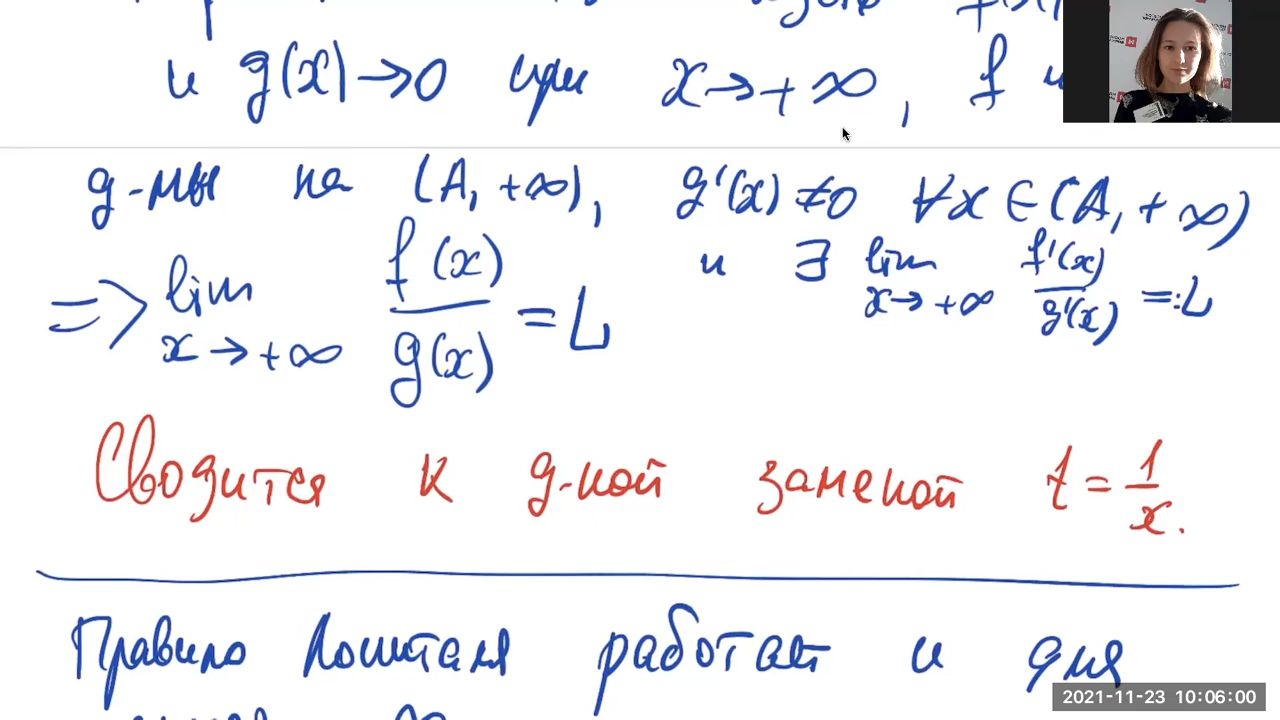 и g(x) → 0 при x → +∞, f и
д-мы на (A, +∞), g'(x) ≠ 0 ∀x ∈ (A, +∞)
и ∃ lim x → +∞ f'(x)/g'(x) =: L
=> lim x → +∞ f(x)/g(x) = L
Сводится к д-ной заменой t = 1/x.
Правило Лопиталя работает и для
2021-11-23 10:06:00